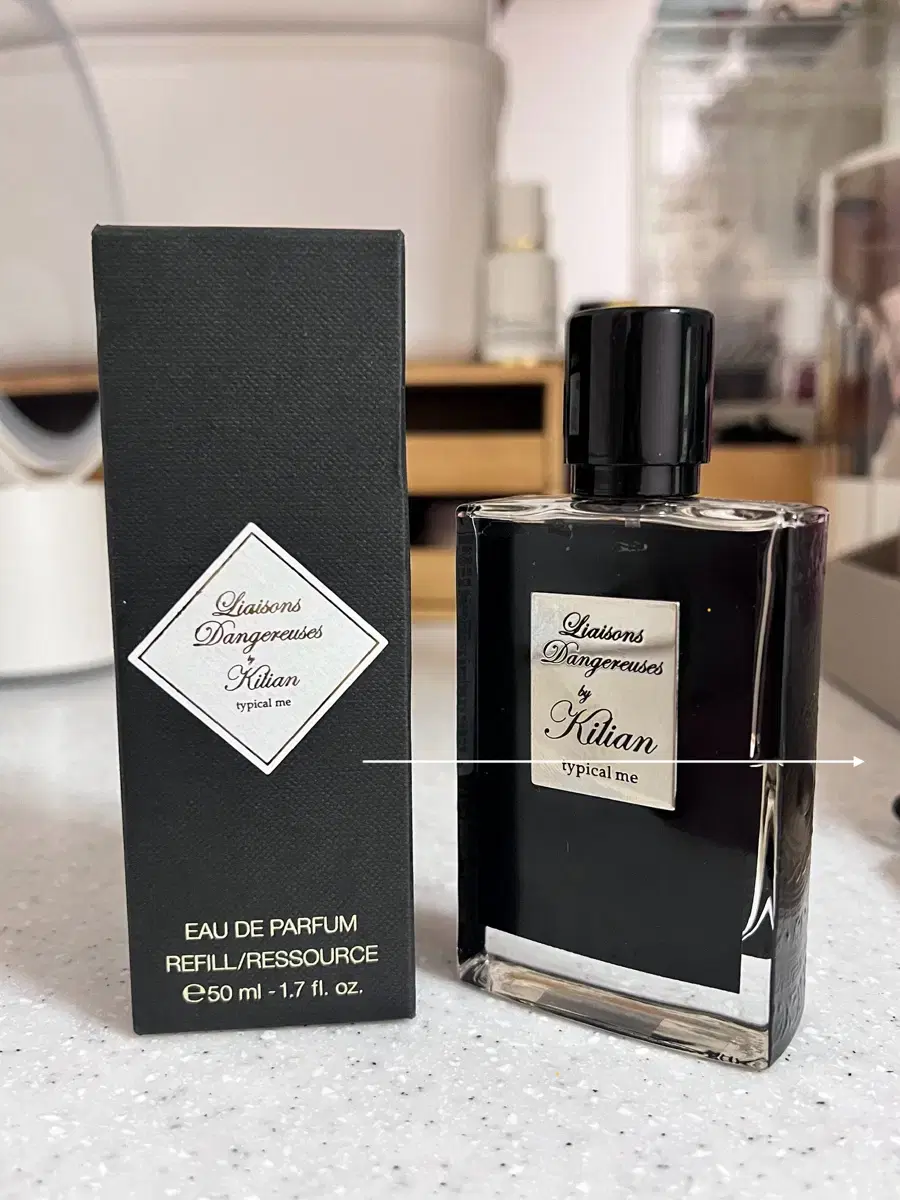 Liaisons
Dangereuses
by
Kilian
typical me
EAU DE PARFUM
REFILL/RESSOURCE
℮50 ml - 1.7 fl. oz.
Liaisons
Dangereuses
by
Kilian
typical me